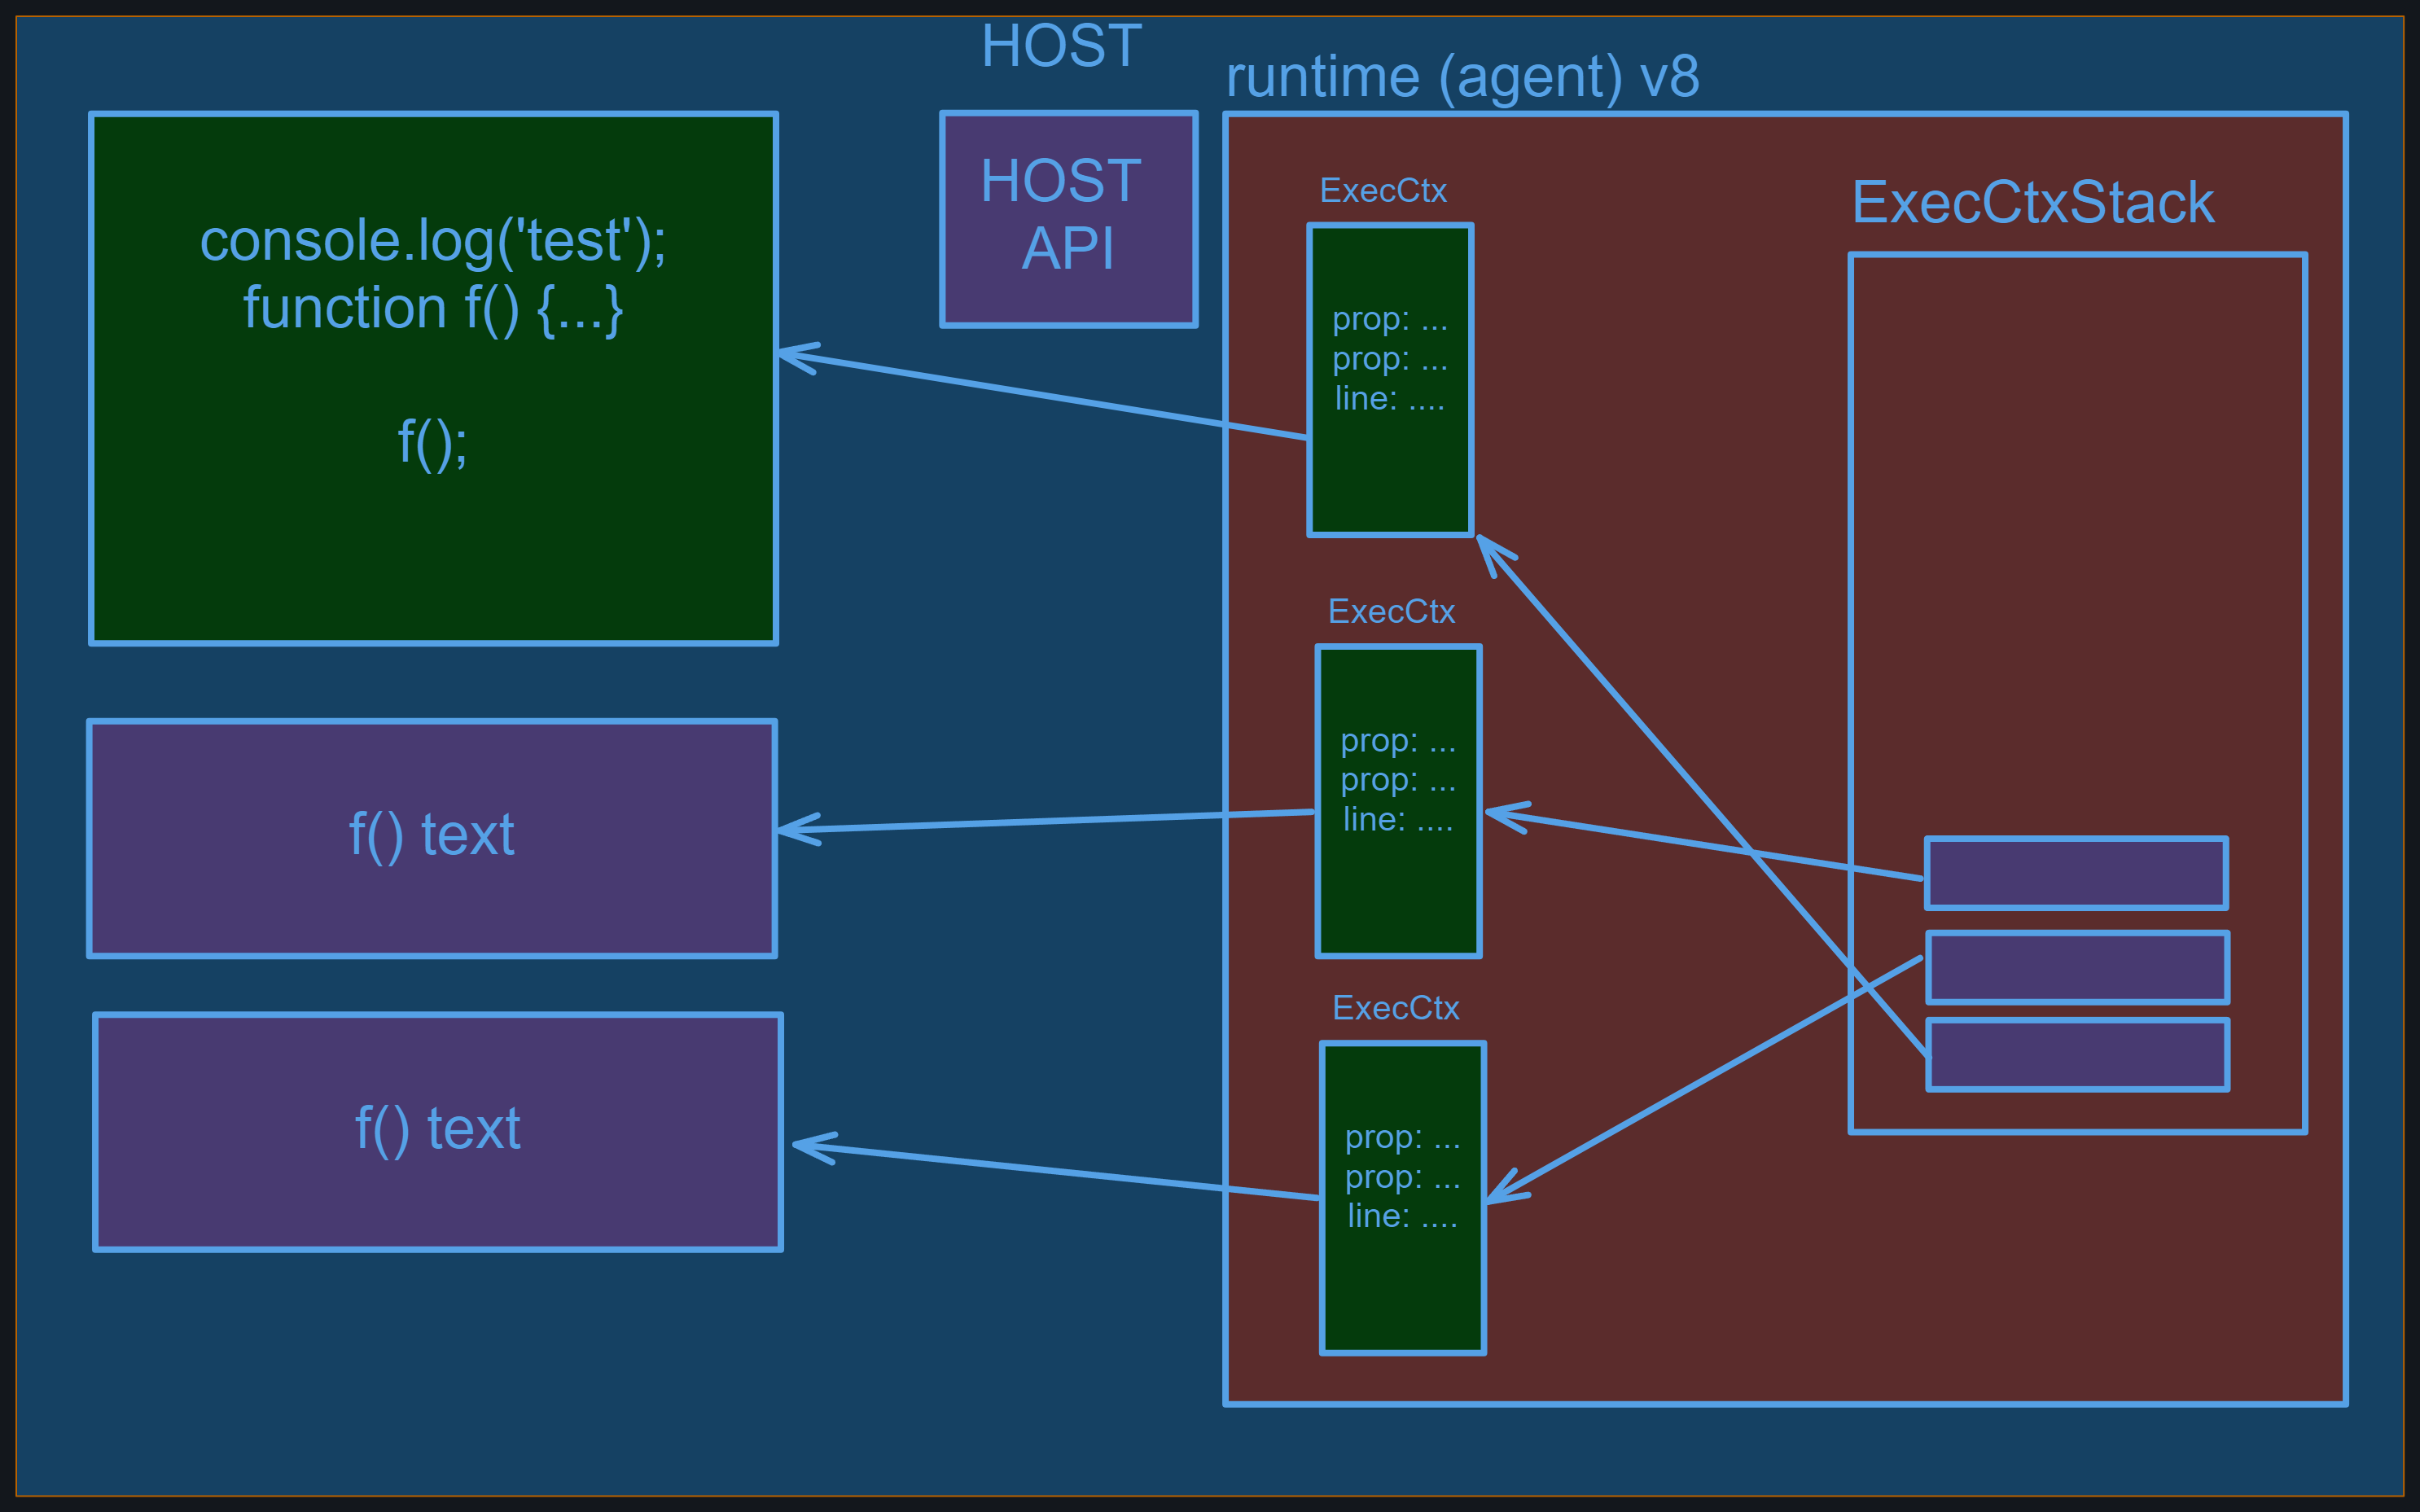 HOST
runtime (agent) v8
console.log('test');
function f() {...}
f();
HOST
API
ExecCtx
prop: ...
prop: ...
line: ....
ExecCtxStack
f() text
ExecCtx
prop: ...
prop: ...
line: ....
f() text
ExecCtx
prop: ...
prop: ...
line: ....